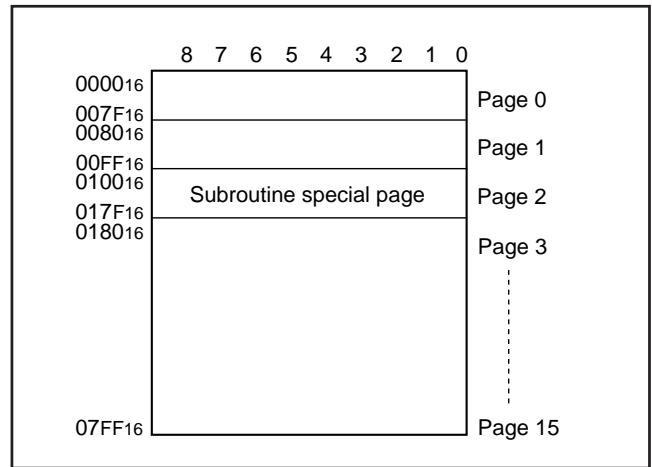 8 7 6 5 4 3 2 1 0
000016
Page 0
007F16
008016
Page 1
00FF16
010016
Subroutine special page
Page 2
017F16
018016
Page 3
07FF16
Page 15